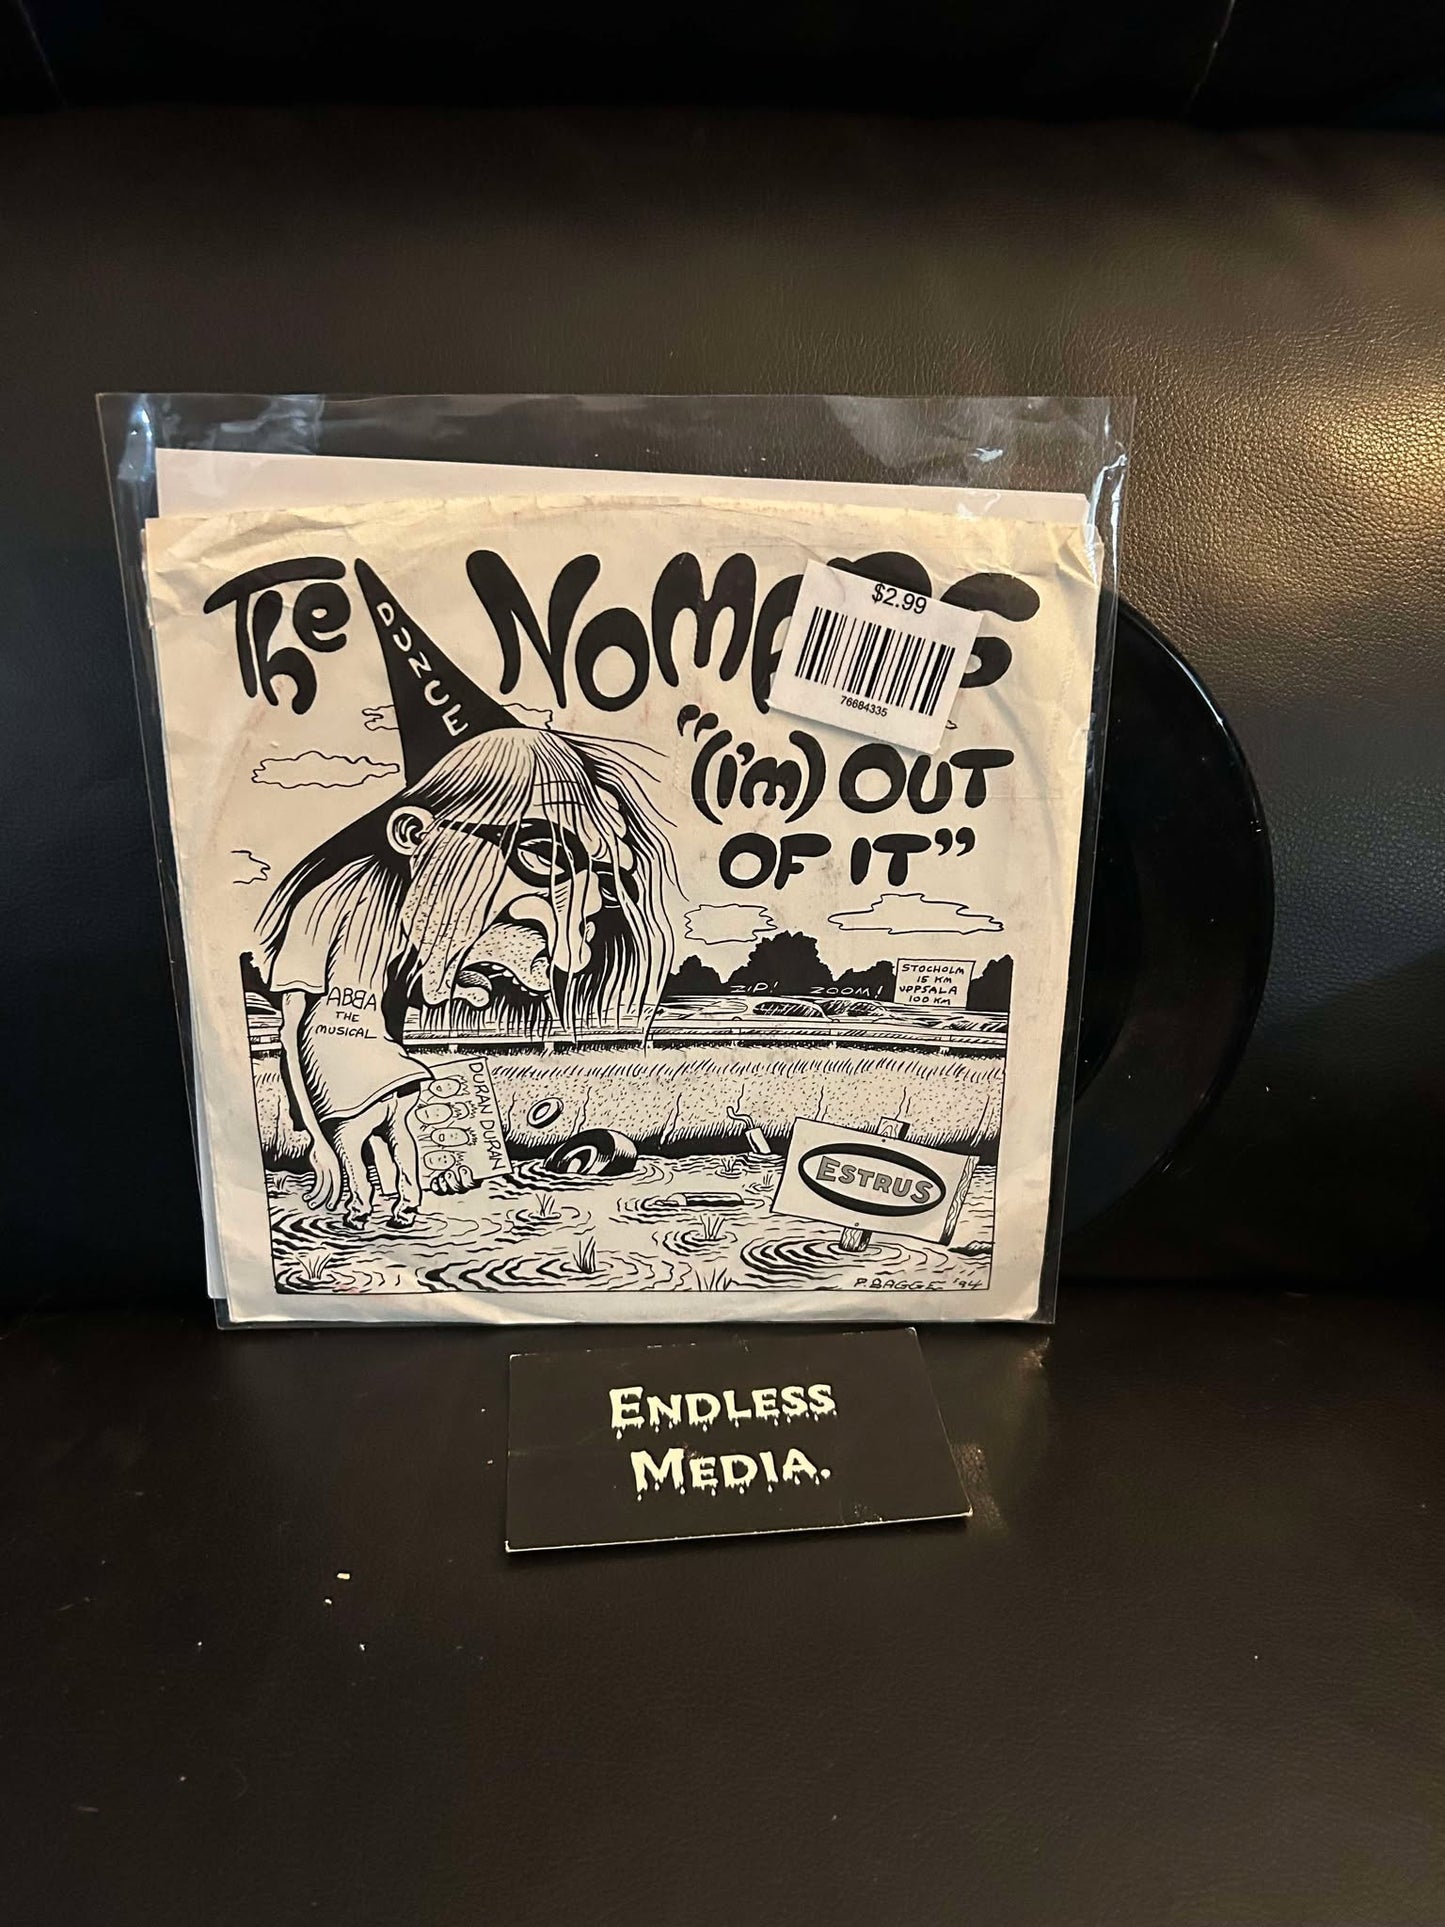 The
DUNCE
$2.99
76684335
"(I'm) OUT
OF IT"
STOCHOLM
15 KM
UPPSALA
100 KM
ZIP! ZOOM!
ABBA
THE
MUSICAL
DURAN DURAN
ESTRUS
P. BAGGE '94
ENDLESS
MEDIA.